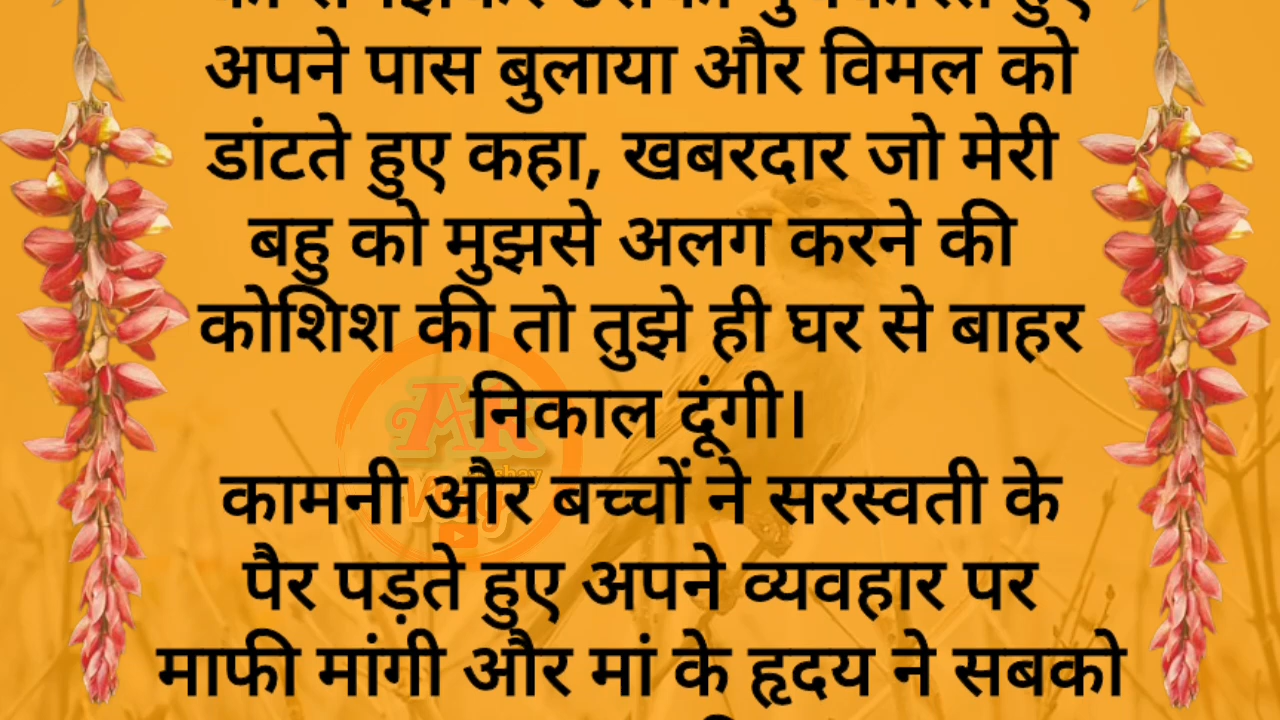 अपने पास बुलाया और विमल को
डांटते हुए कहा, खबरदार जो मेरी
बहु को मुझसे अलग करने की
कोशिश की तो तुझे ही घर से बाहर
निकाल दूंगी।
कामनी और बच्चों ने सरस्वती के
पैर पड़ते हुए अपने व्यवहार पर
माफी मांगी और मां के हृदय ने सबको
Ak